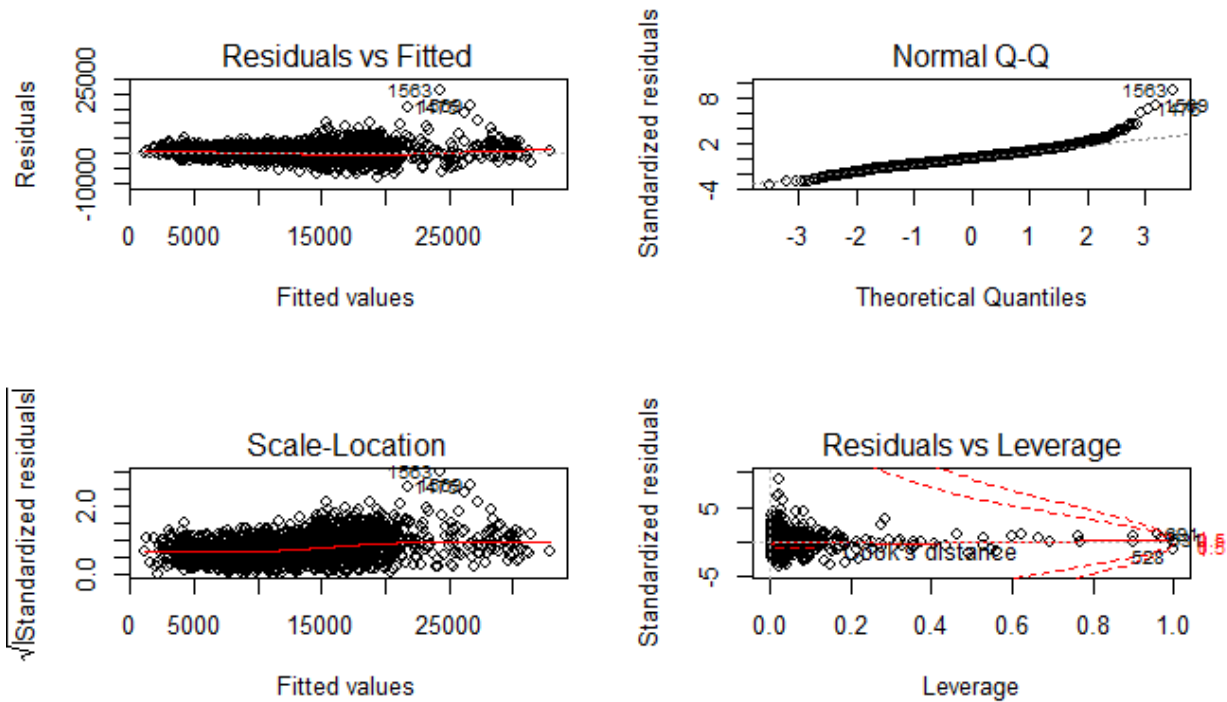 Residuals vs Fitted
Residuals
25000
-10000
1563
0 5000 15000 25000
Fitted values
Normal Q-Q
Standardized residuals
8
2
-4
1563
-3 -2 -1 0 1 2 3
Theoretical Quantiles
Scale-Location
√|Standardized residuals|
2.0
0.0
1563
0 5000 15000 25000
Fitted values
Residuals vs Leverage
Standardized residuals
5
-5
Cook's distance
528
0.5
0.0 0.2 0.4 0.6 0.8 1.0
Leverage